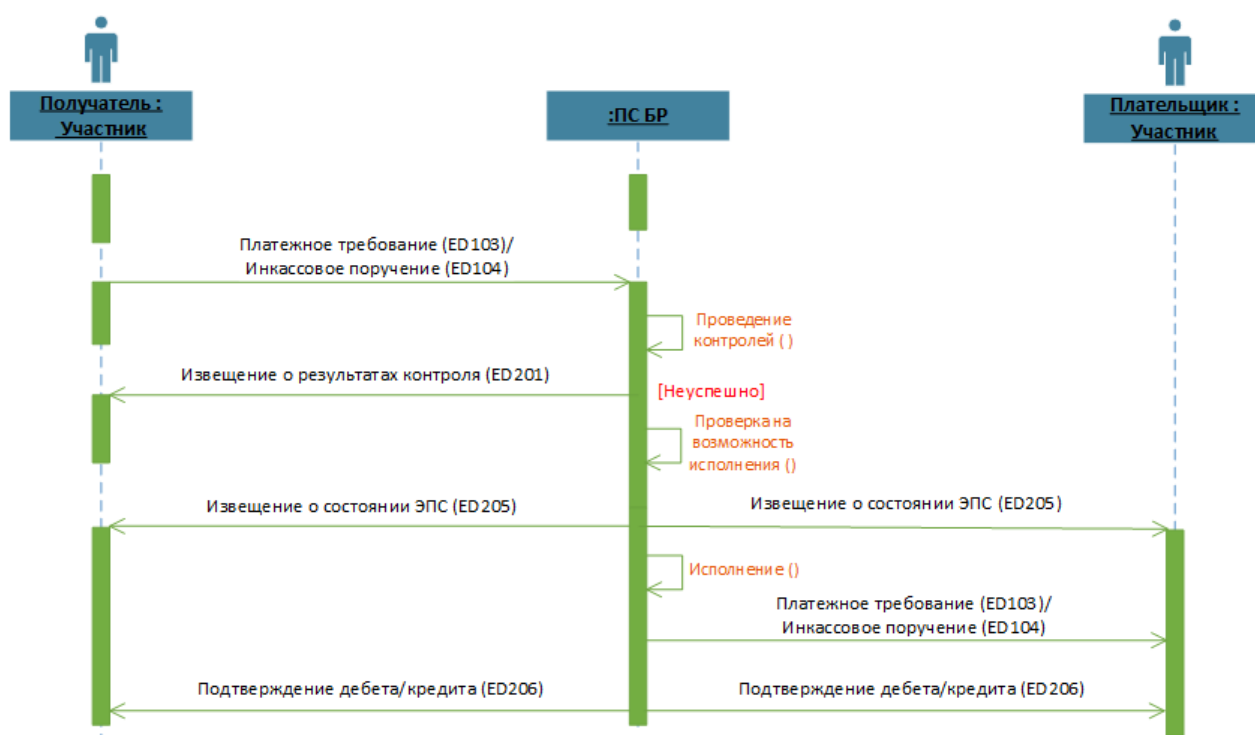 Получатель :
Участник
:ПС БР
Плательщик :
Участник
Платежное требование (ED103)/
Инкассовое поручение (ED104)
Проведение
контролей ( )
Извещение о результатах контроля (ED201)
[Неуспешно]
Проверка на
возможность
исполнения ()
Извещение о состоянии ЭПС (ED205)
Извещение о состоянии ЭПС (ED205)
Исполнение ()
Платежное требование (ED103)/
Инкассовое поручение (ED104)
Подтверждение дебета/кредита (ED206)
Подтверждение дебета/кредита (ED206)